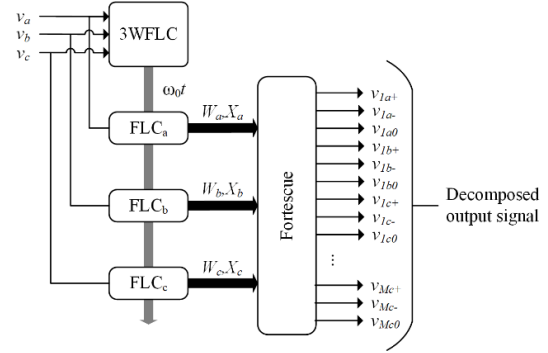 v_a
v_b
v_c
3WFLC
ω₀t
FLC_a
W_a,X_a
FLC_b
W_b,X_b
FLC_c
W_c,X_c
Fortescue
v_1a+
v_1a-
v_1a0
v_1b+
v_1b-
v_1b0
v_1c+
v_1c-
v_1c0
...
v_Mc+
v_Mc-
v_Mc0
Decomposed
output signal